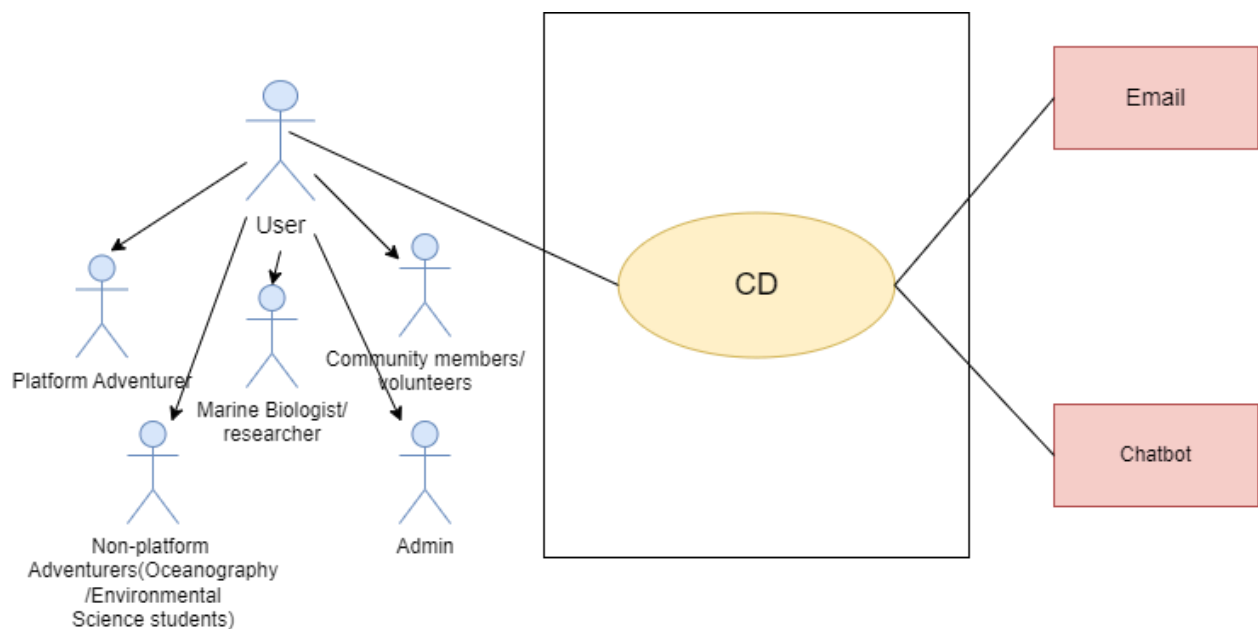 User
Platform Adventurer
Marine Biologist/
researcher
Community members/
volunteers
Non-platform
Adventurers(Oceanography
/Environmental
Science students)
Admin
CD
Email
Chatbot